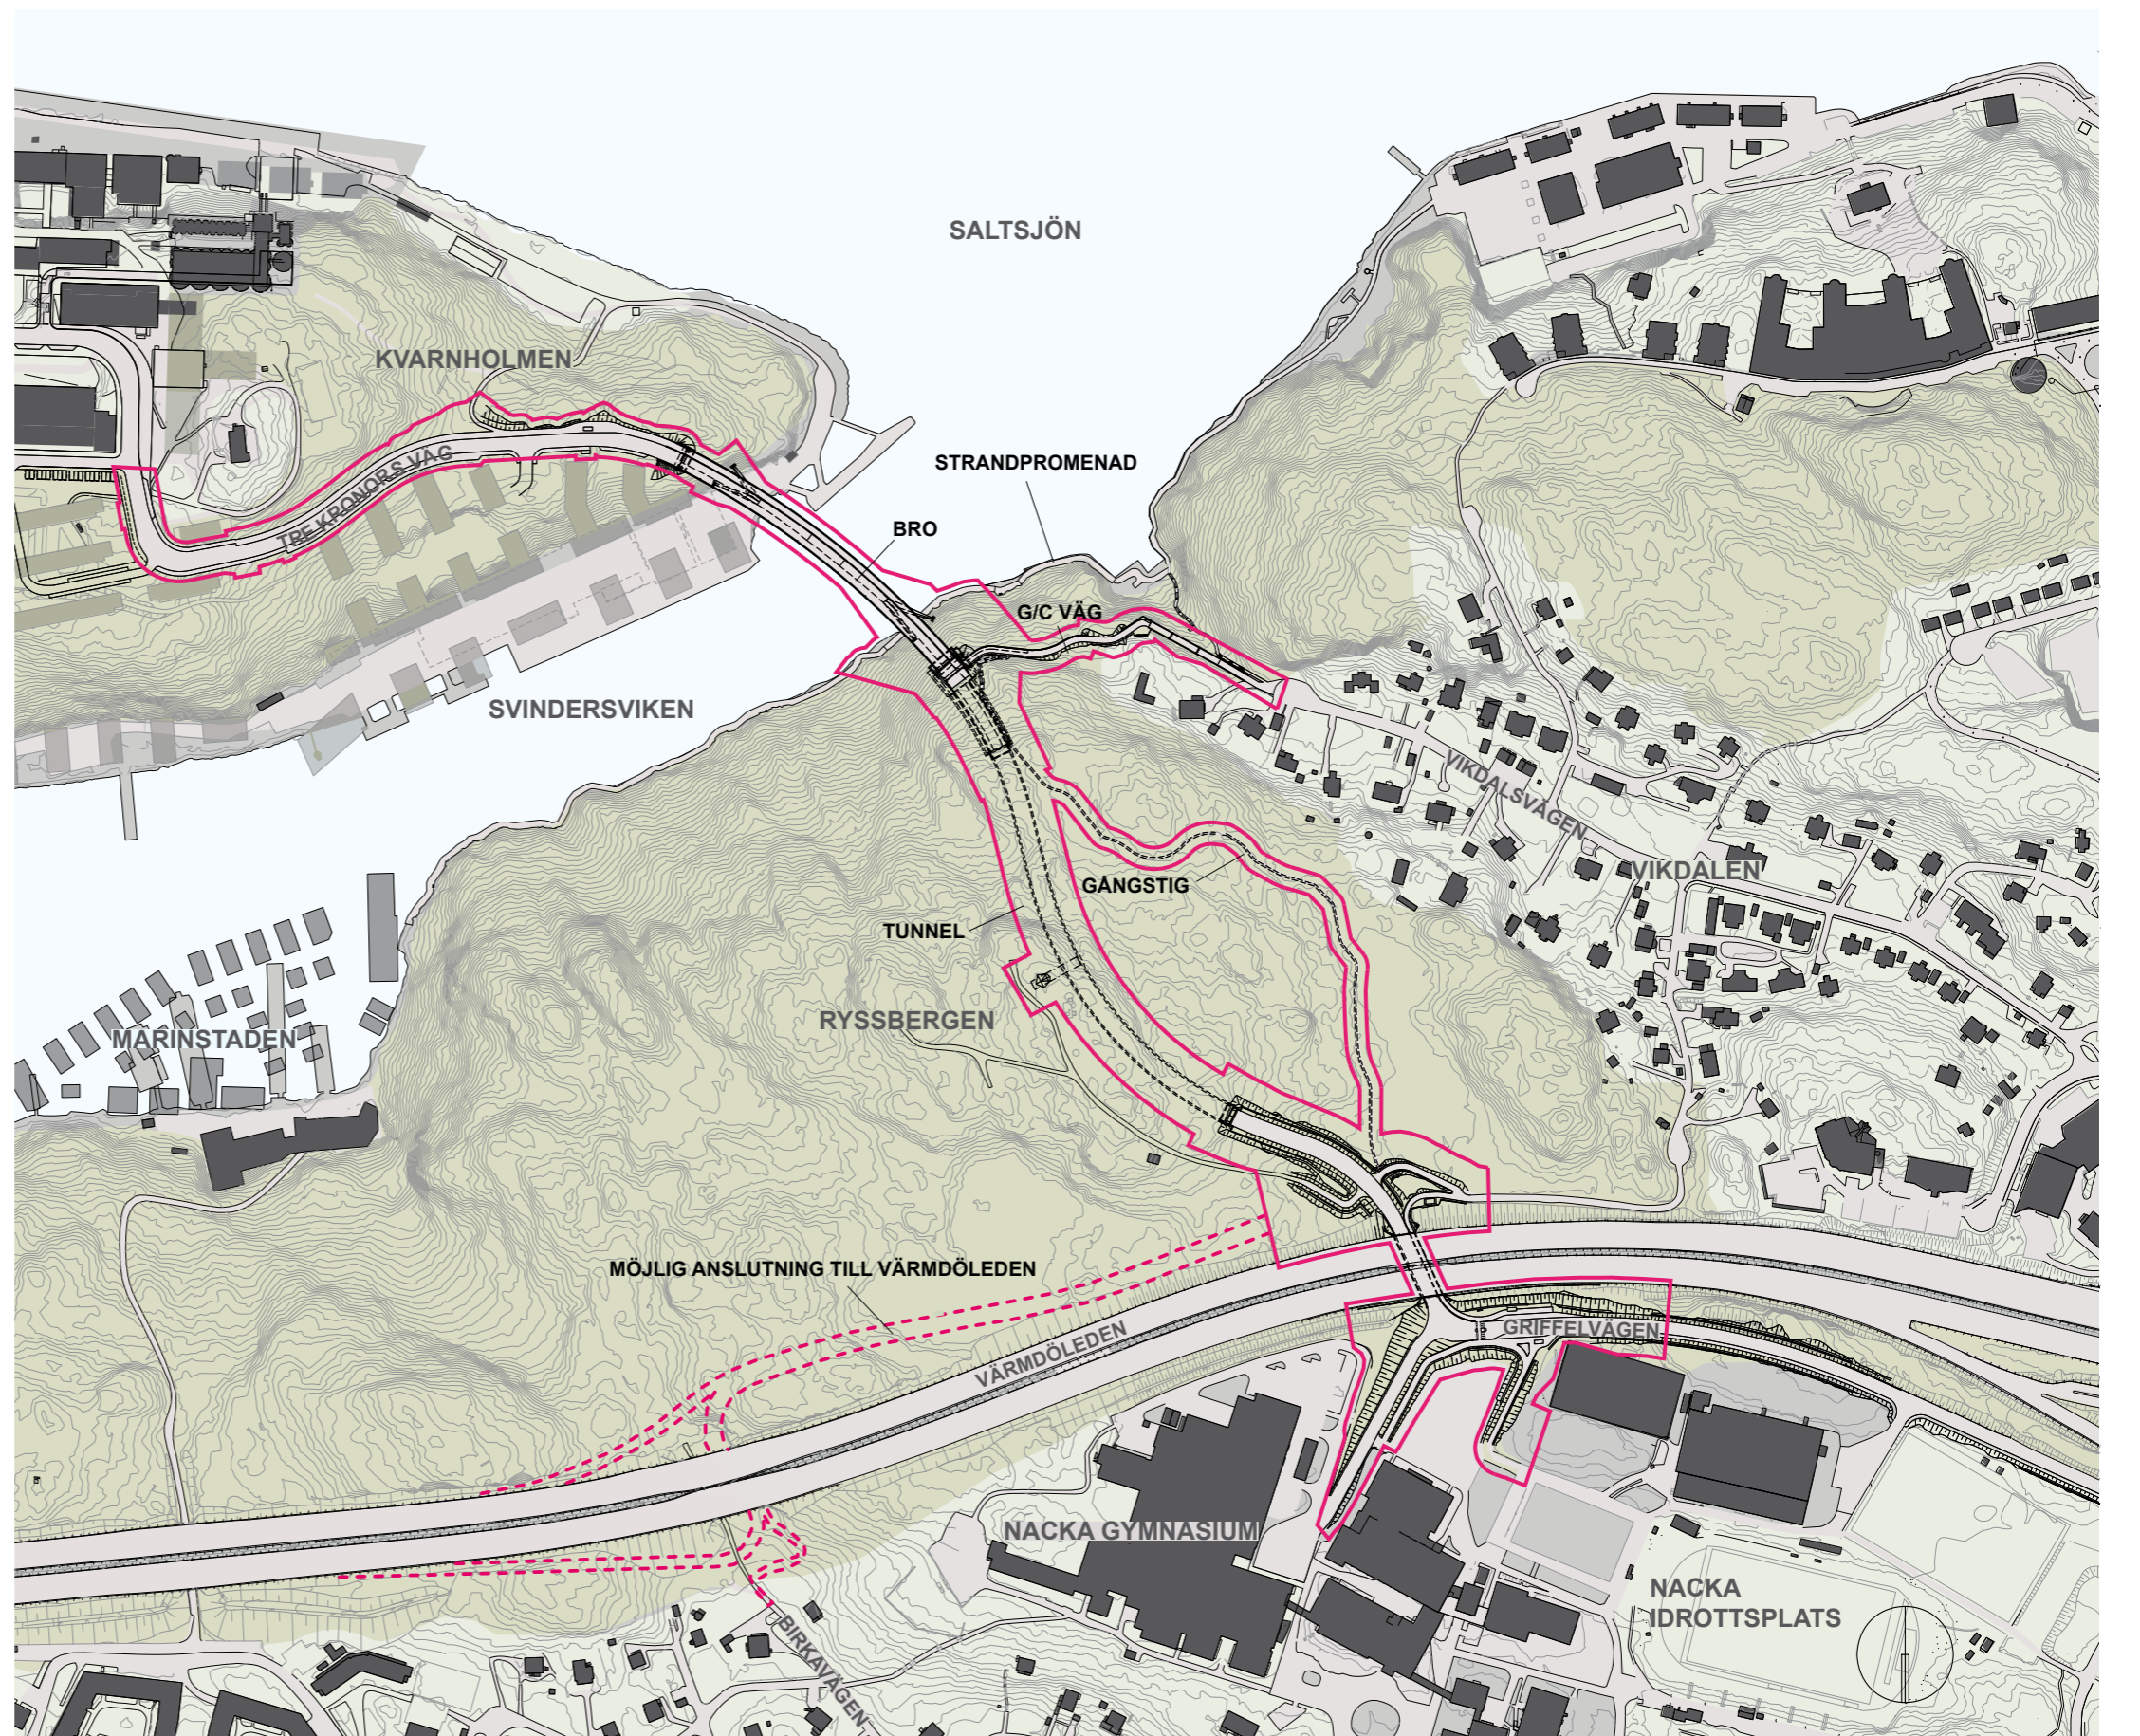 SALTSJÖN
KVARNHOLMEN
TRE KRONORS VÄG
STRANDPROMENAD
BRO
G/C VÄG
SVINDERSVIKEN
VIKDALSVÄGEN
VIKDALEN
GÅNGSTIG
TUNNEL
RYSSBERGEN
MARINSTADEN
MÖJLIG ANSLUTNING TILL VÄRMDÖLEDEN
VÄRMDÖLEDEN
GRIFFELVÄGEN
NACKA GYMNASIUM
NACKA
IDROTTSPLATS
BIRKAVÄGEN